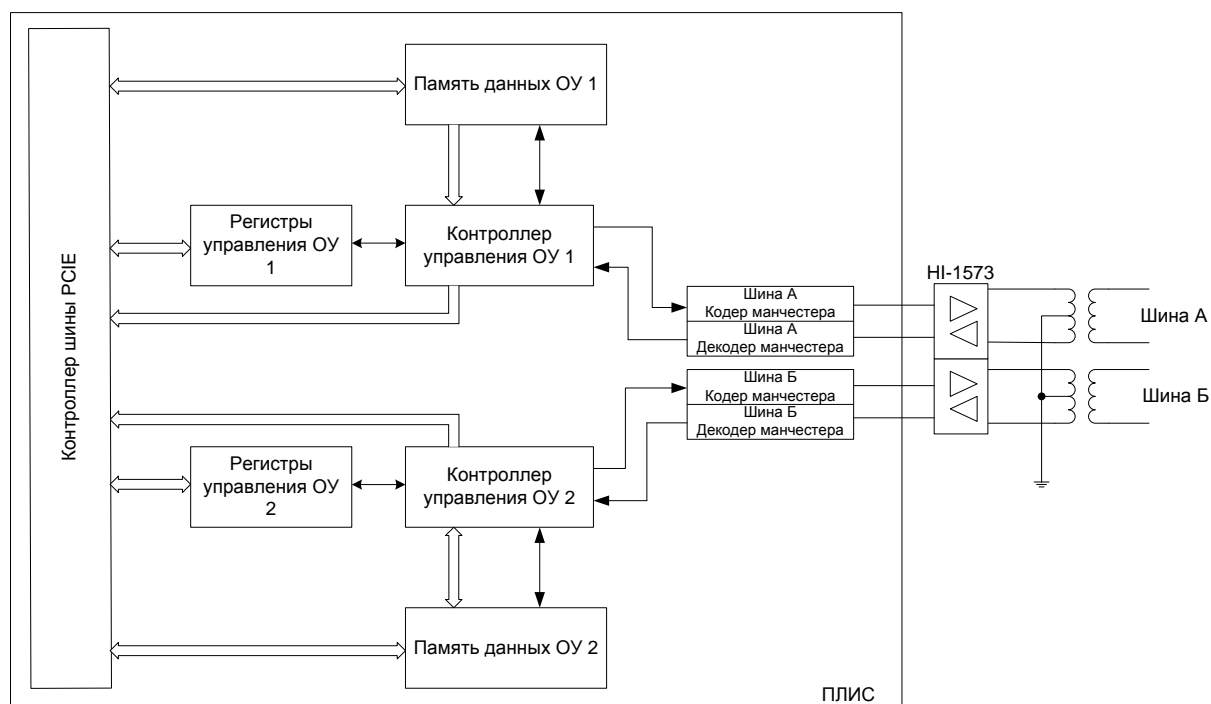 Контроллер шины PCIE
Память данных ОУ 1
Регистры
управления ОУ
1
Контроллер
управления ОУ 1
Шина А
Кодер манчестера
Шина А
Декодер манчестера
HI-1573
Шина А
Шина Б
Кодер манчестера
Шина Б
Декодер манчестера
Шина Б
Регистры
управления ОУ
2
Контроллер
управления ОУ 2
Память данных ОУ 2
ПЛИС